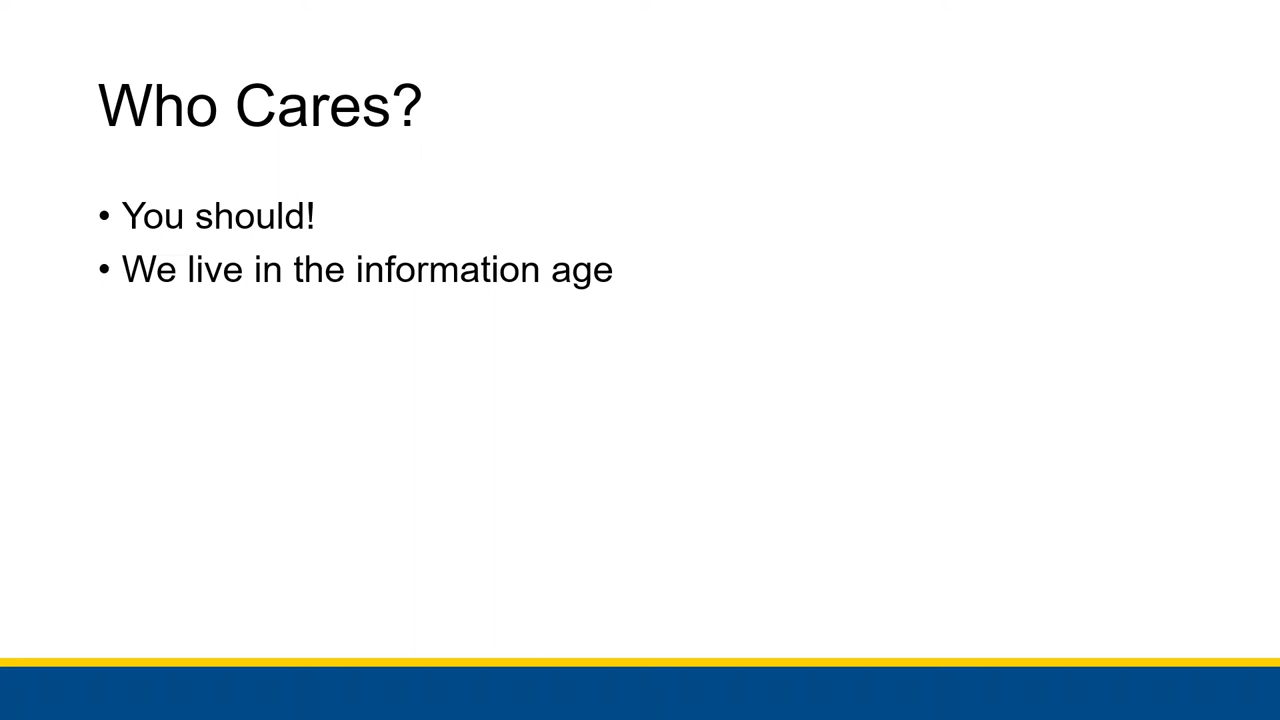 Who Cares?
• You should!
• We live in the information age